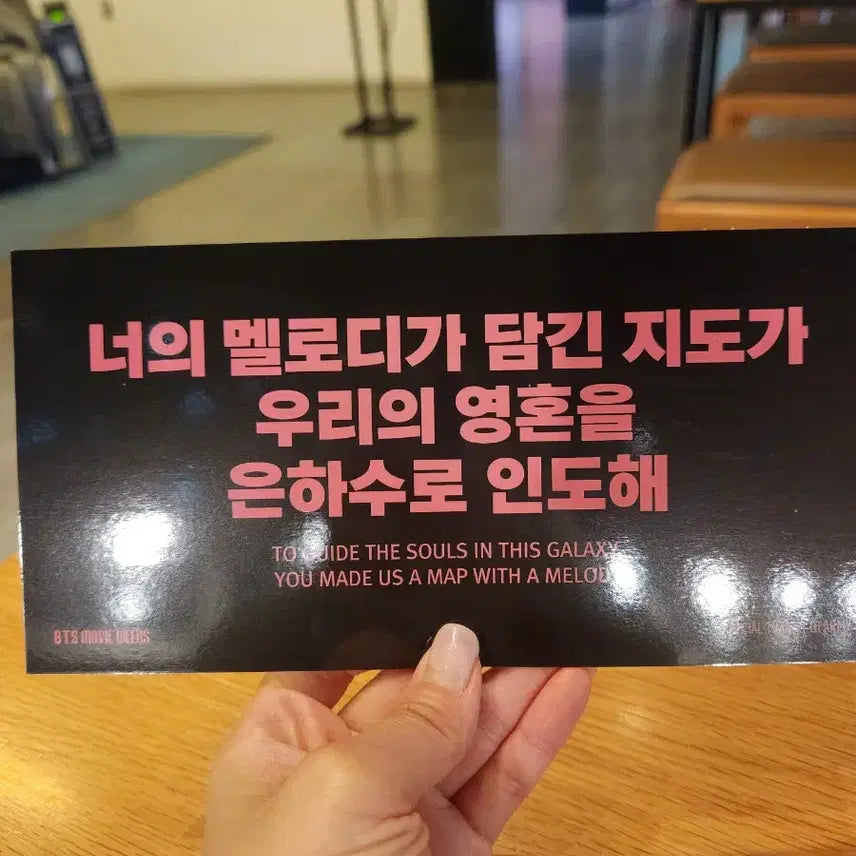 너의 멜로디가 담긴 지도가
우리의 영혼을
은하수로 인도해
TO GUIDE THE SOULS IN THIS GALAXY
YOU MADE US A MAP WITH A MELODY
BTS MOVIE WEEKS